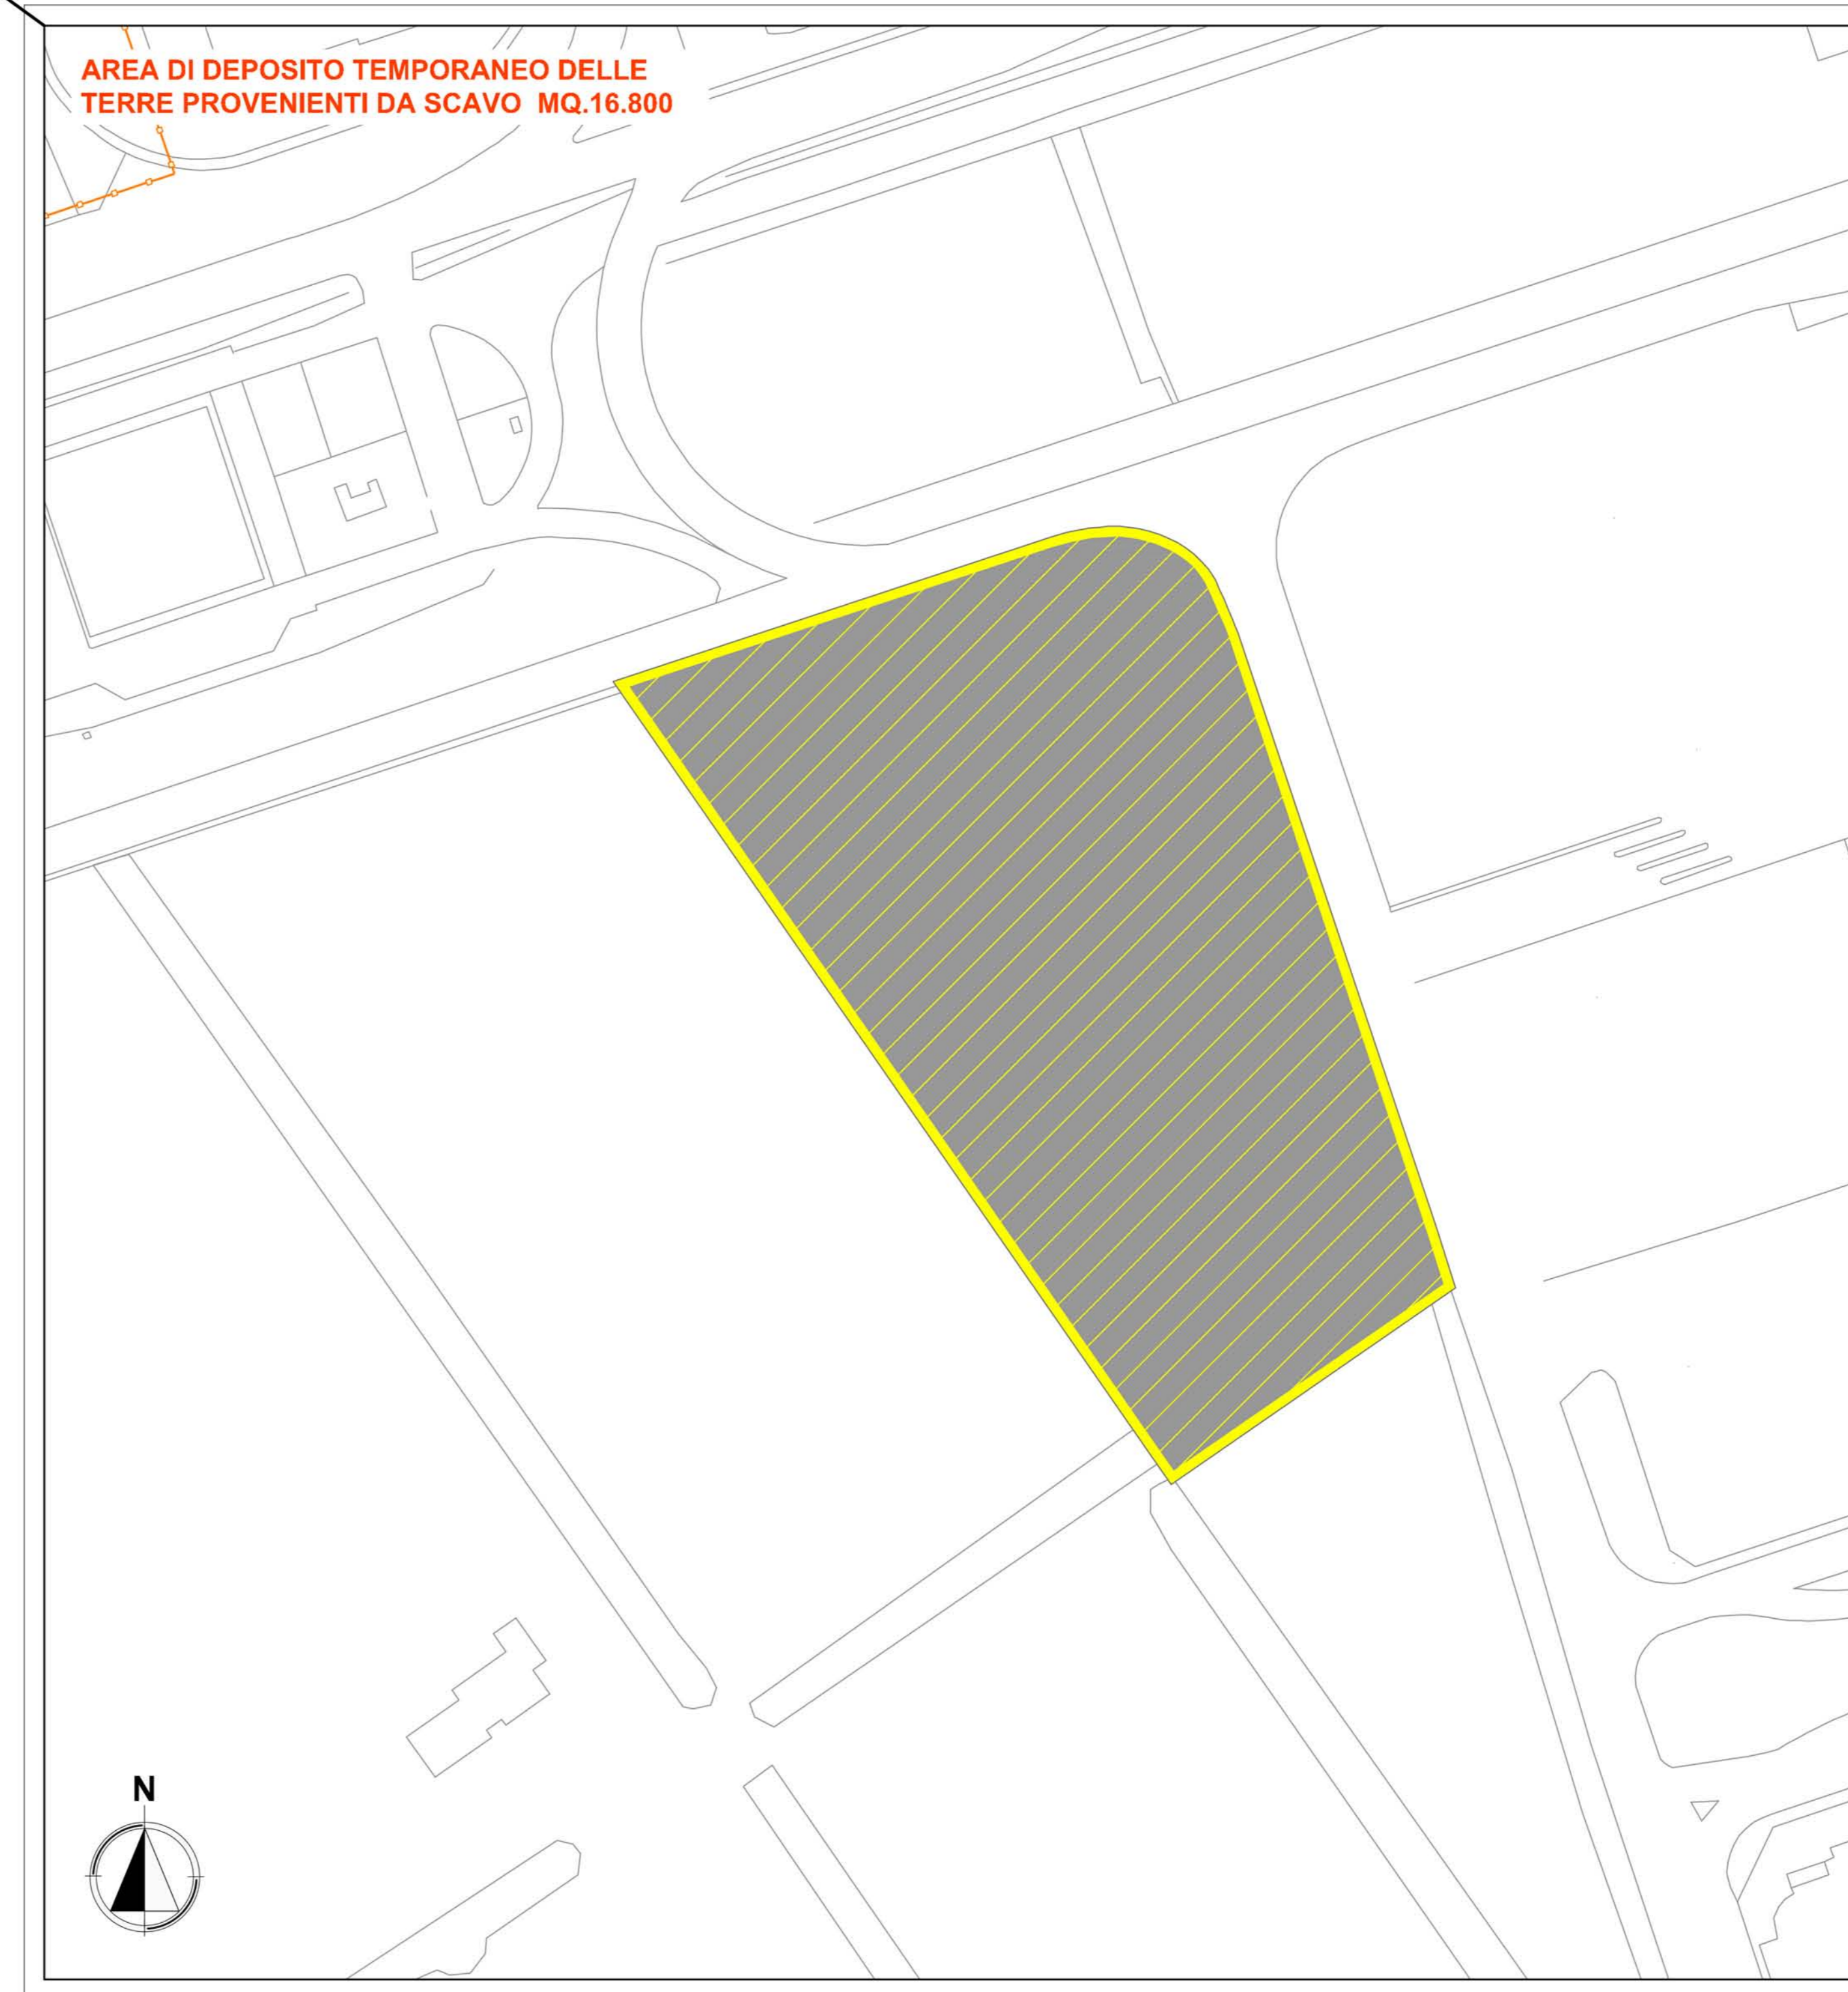 AREA DI DEPOSITO TEMPORANEO DELLE
TERRE PROVENIENTI DA SCAVO MQ.16.800
N